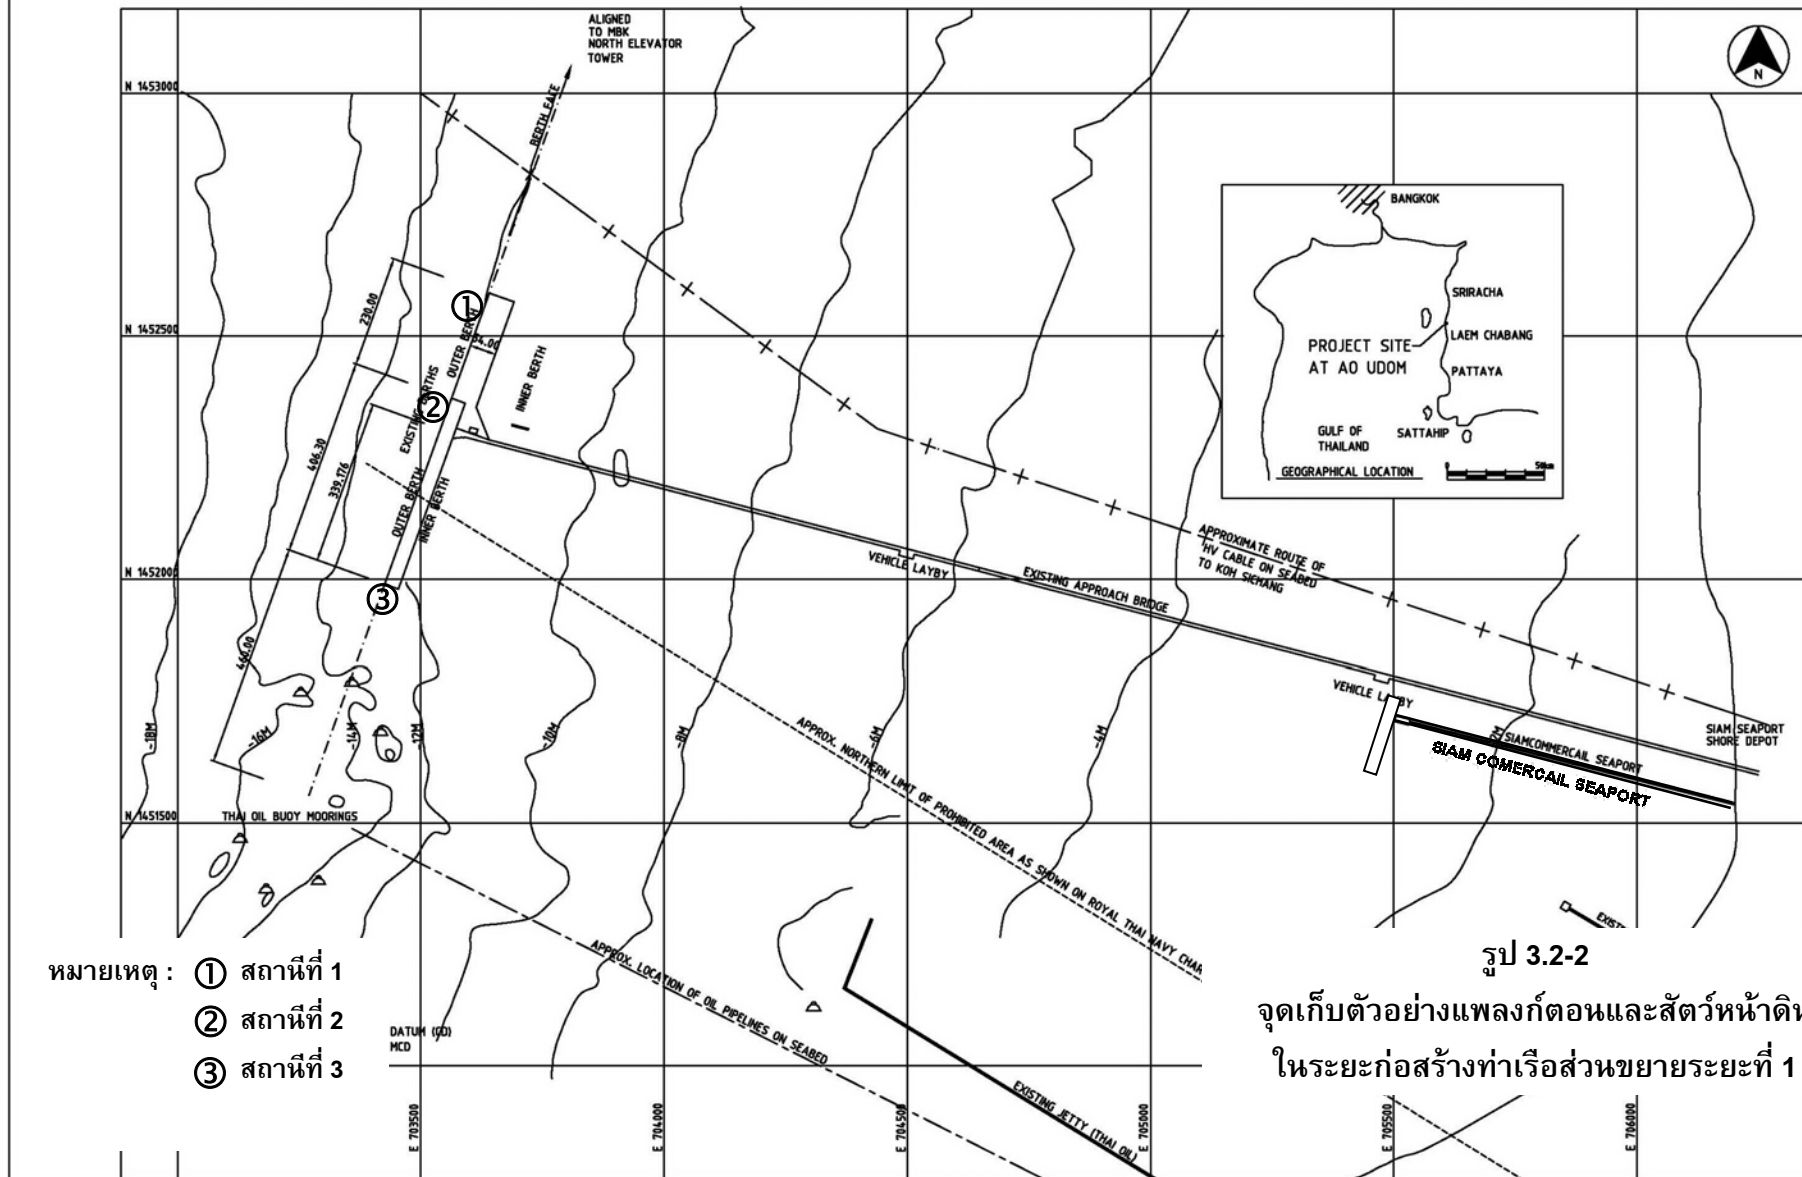 ALIGNED
TO MBK
NORTH ELEVATOR
TOWER
N
N 1453000
BERTH FACE
BANGKOK
SRIRACHA
LAEM CHABANG
PROJECT SITE
AT AO UDOM
PATTAYA
GULF OF
THAILAND
SATTAHIP
GEOGRAPHICAL LOCATION
0
50km
230.00
1
N 1452500
OUTER BERTH
34.00
INNER BERTH
EXISTING BERTHS
2
406.30
339.176
OUTER BERTH
INNER BERTH
N 1452000
3
VEHICLE LAYBY
EXISTING APPROACH BRIDGE
APPROXIMATE ROUTE OF
HV CABLE ON SEABED
TO KOH SICHANG
460.00
VEHICLE LAYBY
SIAM SEAPORT
SHORE DEPOT
SIAMCOMMERCAIL SEAPORT
SIAM COMERCAIL SEAPORT
-18M
-16M
-14M
-12M
-10M
-8M
-6M
-4M
N 1451500
THAI OIL BUOY MOORINGS
APPROX. NORTHERN LIMIT OF PROHIBITED AREA AS SHOWN ON ROYAL THAI NAVY CHAR
APPROX. LOCATION OF OIL PIPELINES ON SEABED
EXISTING JETTY (THAI OIL)
หมายเหตุ : ① สถานีที่ 1
② สถานีที่ 2
③ สถานีที่ 3
DATUM (CD)
MCD
รูป 3.2-2
จุดเก็บตัวอย่างแพลงก์ตอนและสัตว์หน้าดิน
ในระยะก่อสร้างท่าเรือส่วนขยายระยะที่ 1
E 703500
E 704000
E 704500
E 705000
E 705500
E 706000